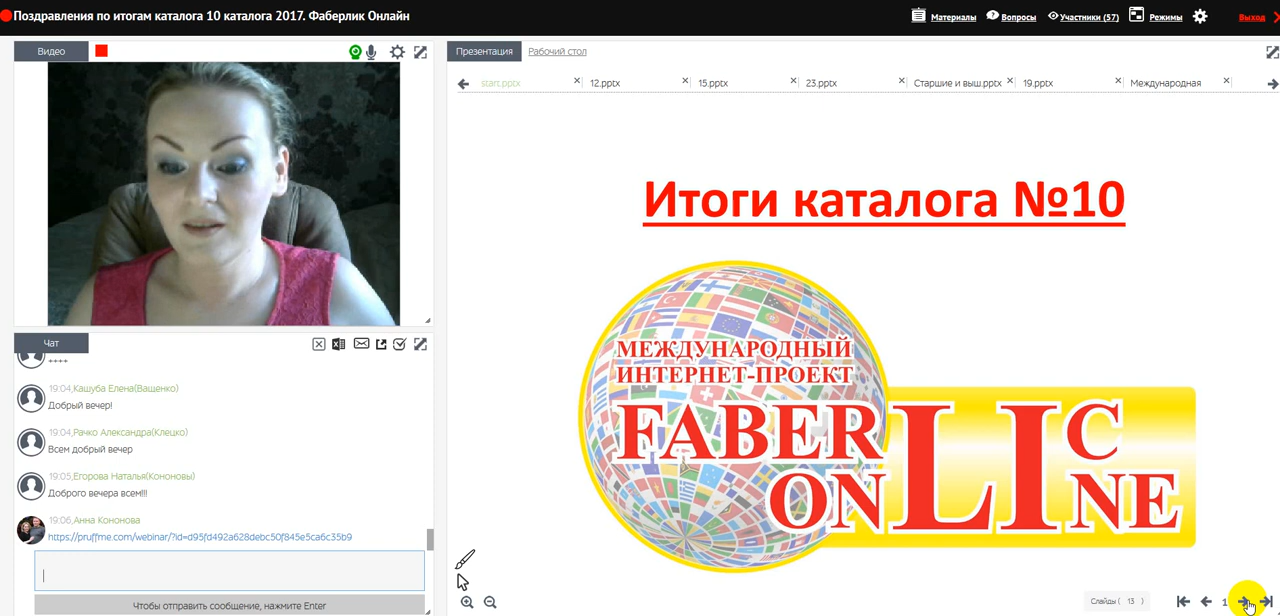 Поздравления по итогам каталога 10 каталога 2017. Фаберлик Онлайн
Материалы Вопросы Участники (57) Режимы Выход
Видео
Презентация Рабочий стол
start.pptx 12.pptx 15.pptx 23.pptx Старшие и выш.pptx 19.pptx Международная
Итоги каталога №10
МЕЖДУНАРОДНЫЙ
ИНТЕРНЕТ-ПРОЕКТ
FABERLIC
ONLINE
Чат
++++
19:04,Кашуба Елена(Ващенко)
Добрый вечер!
19:04,Рачко Александра(Клецко)
Всем добрый вечер
19:05,Егорова Наталья(Кононовы)
Доброго вечера всем!!!
19:06,Анна Кононова
https://pruffme.com/webinar/?id=d95fd492a628debc50f845e5ca6c35b9
Чтобы отправить сообщение, нажмите Enter
Слайды ( 13 )
1